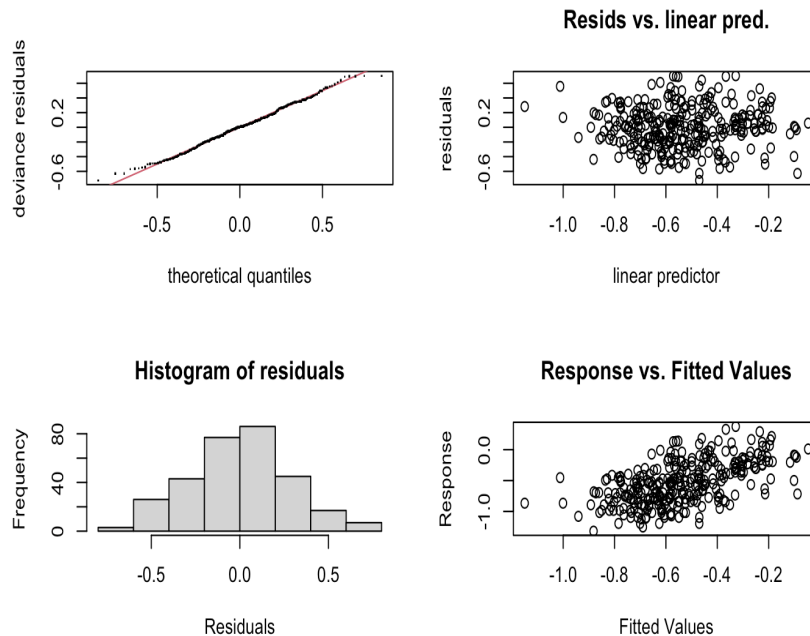 deviance residuals
0.2
-0.6
-0.5 0.0 0.5
theoretical quantiles
Resids vs. linear pred.
residuals
0.2
-0.6
-1.0 -0.8 -0.6 -0.4 -0.2
linear predictor
Histogram of residuals
Frequency
80
40
0
-0.5 0.0 0.5
Residuals
Response vs. Fitted Values
Response
0.0
-1.0
-1.0 -0.8 -0.6 -0.4 -0.2
Fitted Values